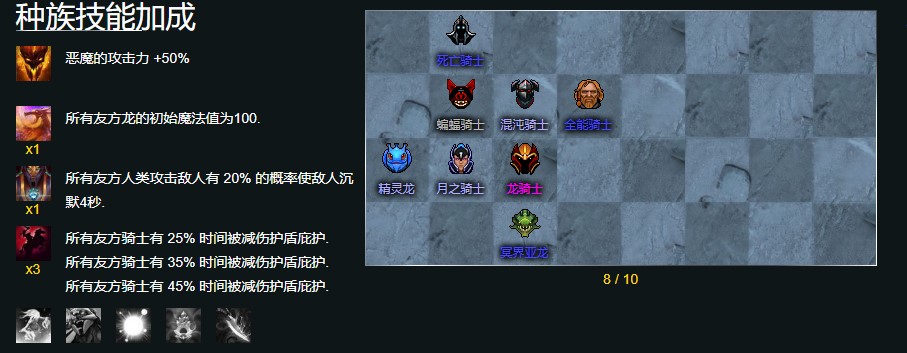 种族技能加成
恶魔的攻击力 +50%
所有友方龙的初始魔法值为100.
x1
所有友方人类攻击敌人有 20% 的概率使敌人沉
默4秒.
x1
所有友方骑士有 25% 时间被减伤护盾庇护.
所有友方骑士有 35% 时间被减伤护盾庇护.
所有友方骑士有 45% 时间被减伤护盾庇护.
x3
死亡骑士
蝙蝠骑士
混沌骑士
全能骑士
精灵龙
月之骑士
龙骑士
冥界亚龙
8 / 10